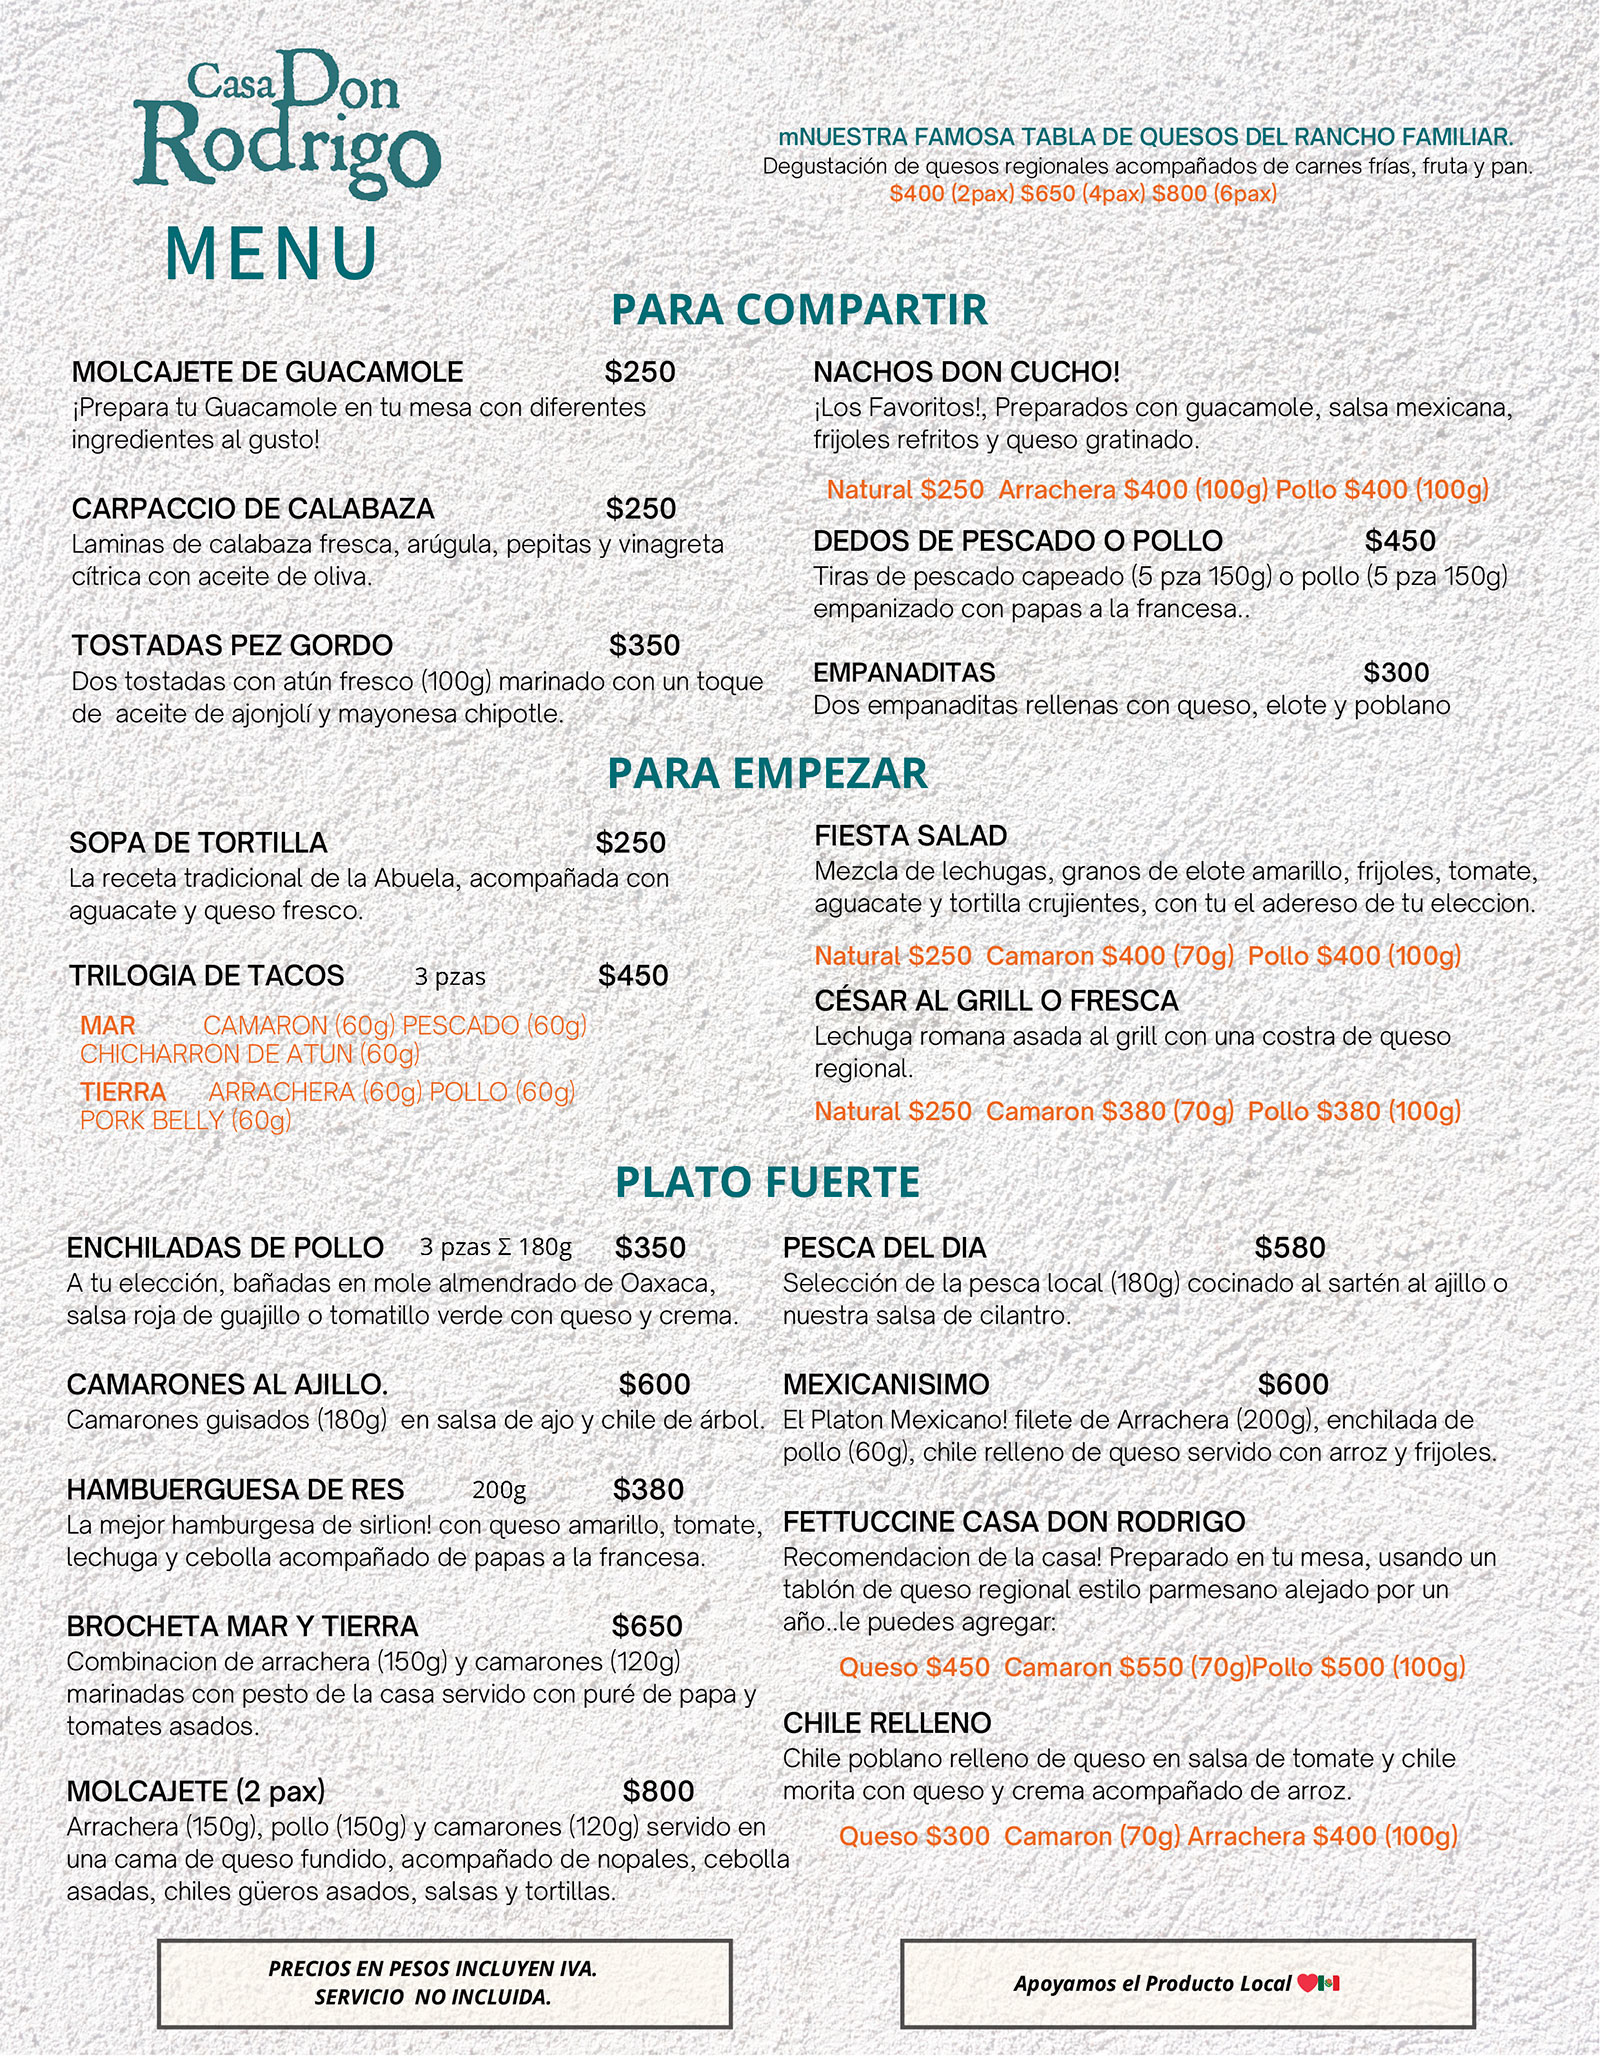 Casa Don
Rodrigo
MENU
mNUESTRA FAMOSA TABLA DE QUESOS DEL RANCHO FAMILIAR.
Degustación de quesos regionales acompañados de carnes frías, fruta y pan.
$400 (2pax) $650 (4pax) $800 (6pax)
PARA COMPARTIR
MOLCAJETE DE GUACAMOLE $250
¡Prepara tu Guacamole en tu mesa con diferentes
ingredientes al gusto!
CARPACCIO DE CALABAZA $250
Laminas de calabaza fresca, arúgula, pepitas y vinagreta
cítrica con aceite de oliva.
TOSTADAS PEZ GORDO $350
Dos tostadas con atún fresco (100g) marinado con un toque
de aceite de ajonjolí y mayonesa chipotle.
NACHOS DON CUCHO!
¡Los Favoritos!, Preparados con guacamole, salsa mexicana,
frijoles refritos y queso gratinado.
Natural $250 Arrachera $400 (100g) Pollo $400 (100g)
DEDOS DE PESCADO O POLLO $450
Tiras de pescado capeado (5 pza 150g) o pollo (5 pza 150g)
empanizado con papas a la francesa..
EMPANADITAS $300
Dos empanaditas rellenas con queso, elote y poblano
PARA EMPEZAR
SOPA DE TORTILLA $250
La receta tradicional de la Abuela, acompañada con
aguacate y queso fresco.
TRILOGIA DE TACOS 3 pzas $450
MAR CAMARON (60g) PESCADO (60g)
CHICHARRON DE ATUN (60g)
TIERRA ARRACHERA (60g) POLLO (60g)
PORK BELLY (60g)
FIESTA SALAD
Mezcla de lechugas, granos de elote amarillo, frijoles, tomate,
aguacate y tortilla crujientes, con tu el adereso de tu eleccion.
Natural $250 Camaron $400 (70g) Pollo $400 (100g)
CÉSAR AL GRILL O FRESCA
Lechuga romana asada al grill con una costra de queso
regional.
Natural $250 Camaron $380 (70g) Pollo $380 (100g)
PLATO FUERTE
ENCHILADAS DE POLLO 3 pzas Σ 180g $350
A tu elección, bañadas en mole almendrado de Oaxaca,
salsa roja de guajillo o tomatillo verde con queso y crema.
CAMARONES AL AJILLO. $600
Camarones guisados (180g) en salsa de ajo y chile de árbol.
HAMBUERGUESA DE RES 200g $380
La mejor hamburgesa de sirlion! con queso amarillo, tomate,
lechuga y cebolla acompañado de papas a la francesa.
BROCHETA MAR Y TIERRA $650
Combinacion de arrachera (150g) y camarones (120g)
marinadas con pesto de la casa servido con puré de papa y
tomates asados.
MOLCAJETE (2 pax) $800
Arrachera (150g), pollo (150g) y camarones (120g) servido en
una cama de queso fundido, acompañado de nopales, cebolla
asadas, chiles güeros asados, salsas y tortillas.
PESCA DEL DIA $580
Selección de la pesca local (180g) cocinado al sartén al ajillo o
nuestra salsa de cilantro.
MEXICANISIMO $600
El Platon Mexicano! filete de Arrachera (200g), enchilada de
pollo (60g), chile relleno de queso servido con arroz y frijoles.
FETTUCCINE CASA DON RODRIGO
Recomendacion de la casa! Preparado en tu mesa, usando un
tablón de queso regional estilo parmesano alejado por un
año..le puedes agregar:
Queso $450 Camaron $550 (70g)Pollo $500 (100g)
CHILE RELLENO
Chile poblano relleno de queso en salsa de tomate y chile
morita con queso y crema acompañado de arroz.
Queso $300 Camaron (70g) Arrachera $400 (100g)
PRECIOS EN PESOS INCLUYEN IVA.
SERVICIO NO INCLUIDA.
Apoyamos el Producto Local ❤️🇲🇽